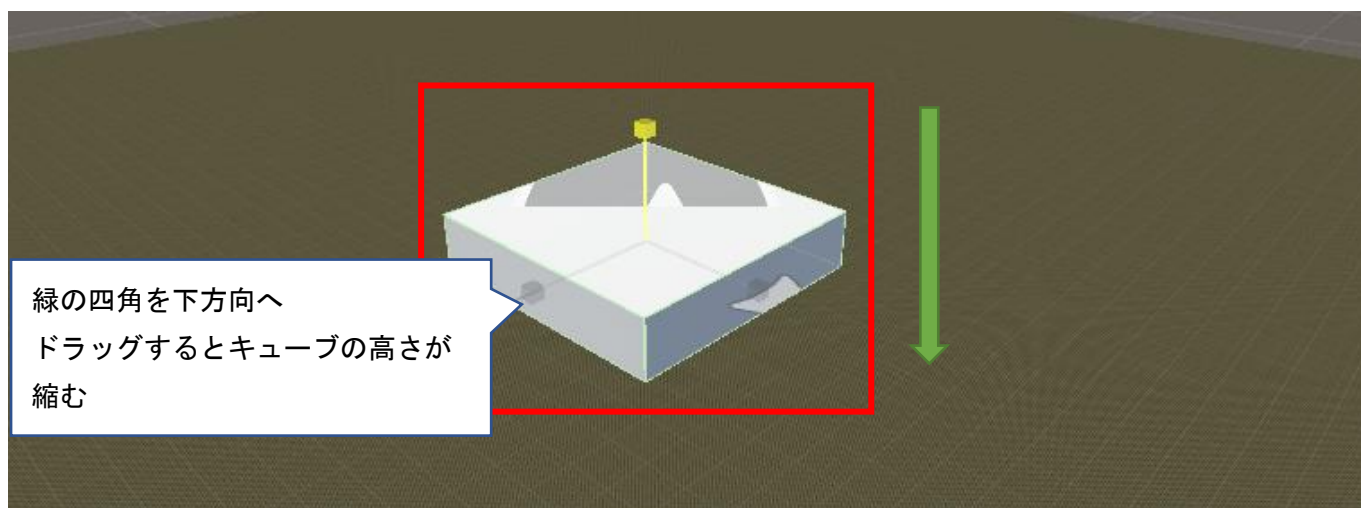 緑の四角を下方向へ
ドラッグするとキューブの高さが
縮む